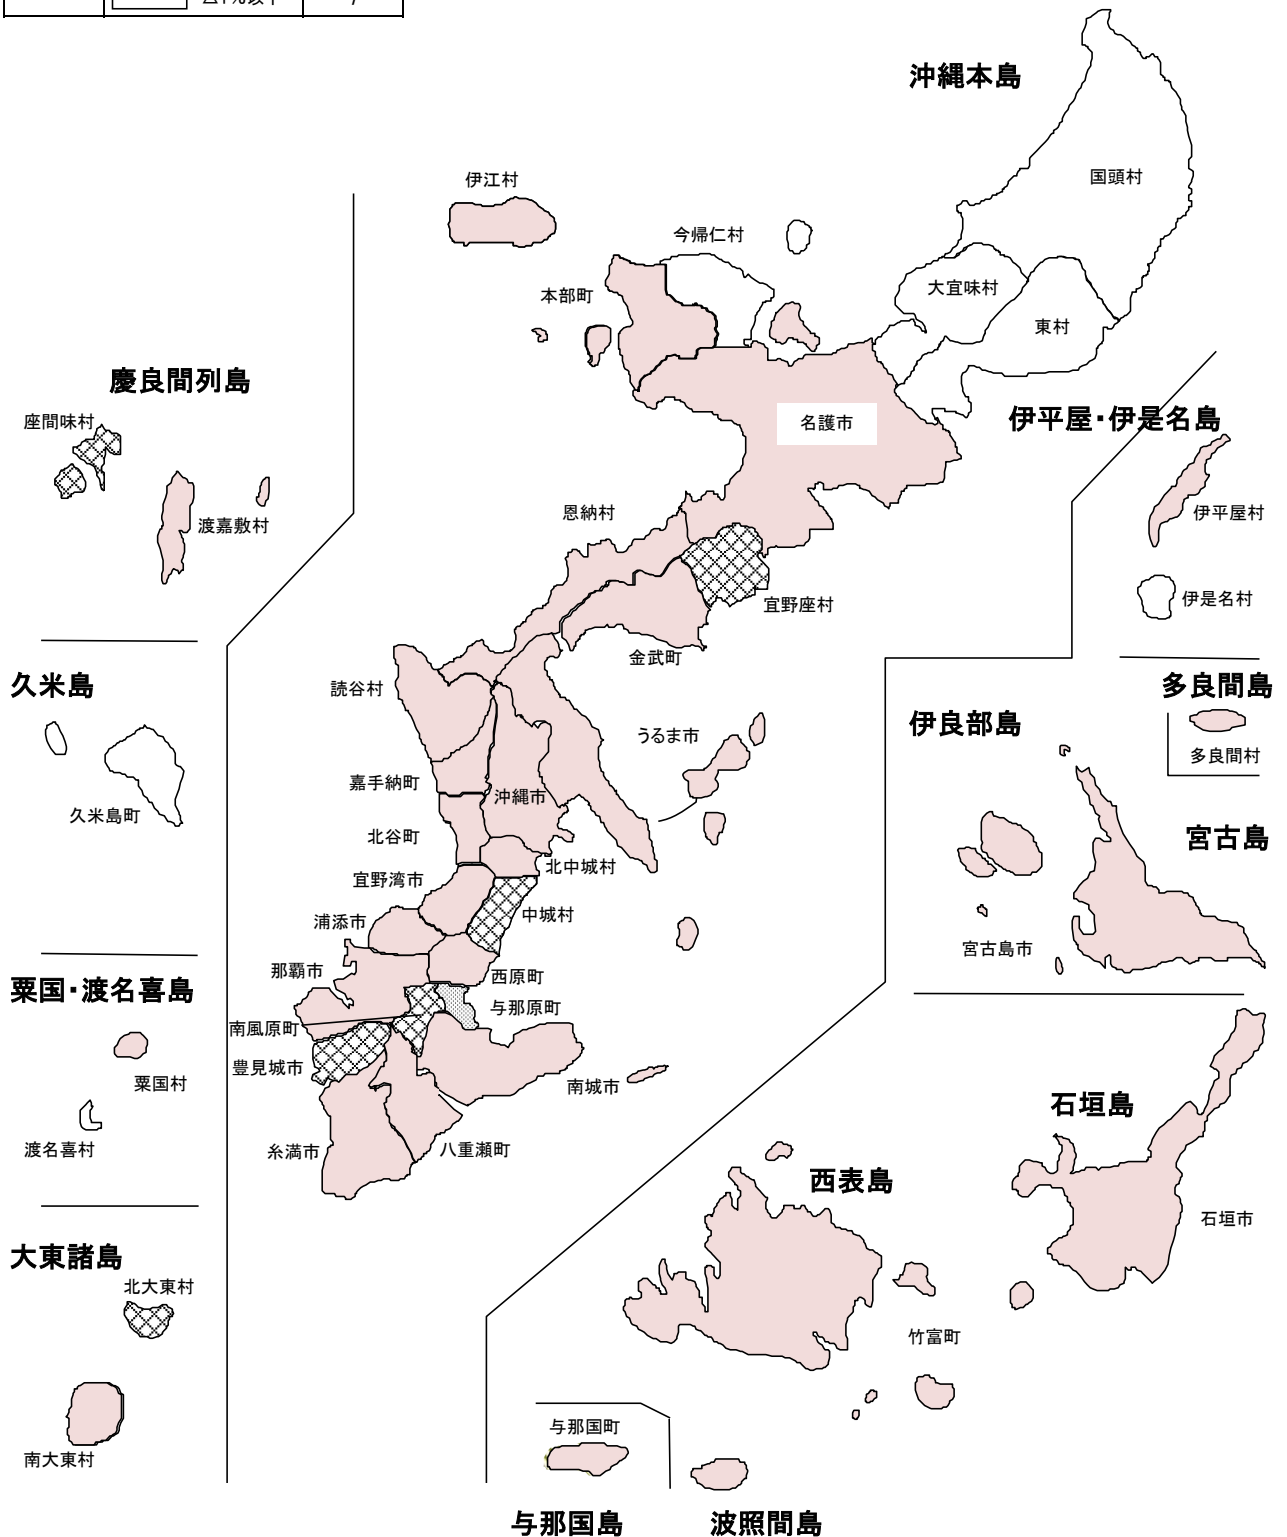 沖縄本島
国頭村
伊江村
今帰仁村
大宜味村
本部町
東村
慶良間列島
伊平屋・伊是名島
座間味村
名護市
恩納村
伊平屋村
渡嘉敷村
宜野座村
伊是名村
金武町
久米島
読谷村
多良間島
伊良部島
うるま市
多良間村
嘉手納町
沖縄市
久米島町
北谷町
宮古島
北中城村
宜野湾市
中城村
浦添市
宮古島市
那覇市
西原町
粟国・渡名喜島
与那原町
南風原町
豊見城市
粟国村
南城市
石垣島
渡名喜村
糸満市
八重瀬町
西表島
石垣市
大東諸島
北大東村
竹富町
与那国町
南大東村
与那国島
波照間島